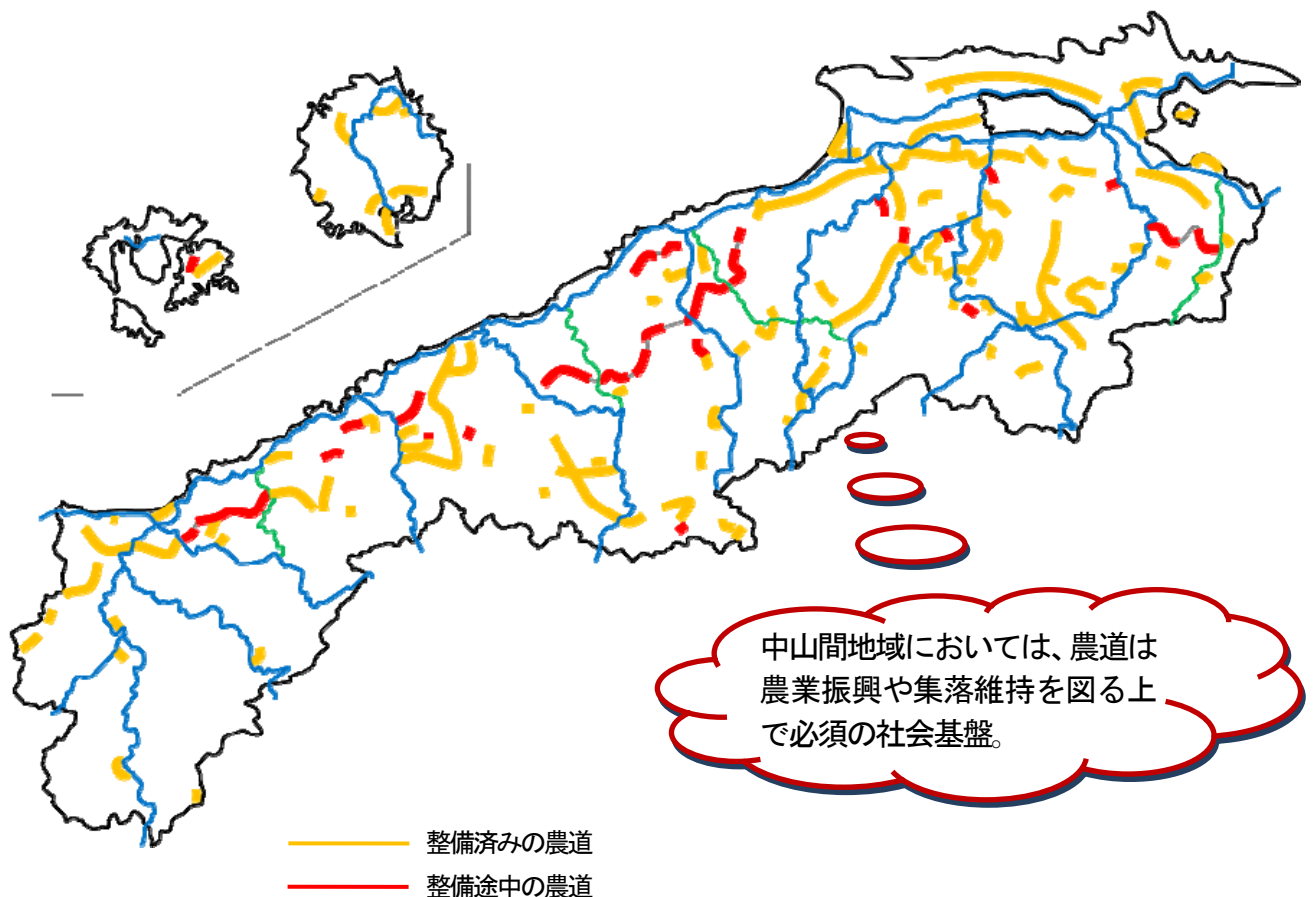 中山間地域においては、農道は
農業振興や集落維持を図る上
で必須の社会基盤。
整備済みの農道
整備途中の農道